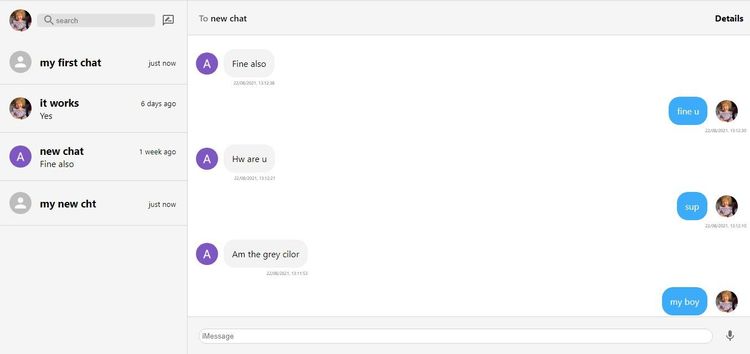 search
my first chat
just now
it works
6 days ago
Yes
A
new chat
1 week ago
Fine also
my new cht
just now
To new chat
Details
A
Fine also
22/08/2021, 13:12:38
fine u
22/08/2021, 13:12:30
A
Hw are u
22/08/2021, 13:12:21
sup
22/08/2021, 13:12:10
A
Am the grey cilor
22/08/2021, 13:11:53
my boy
iMessage